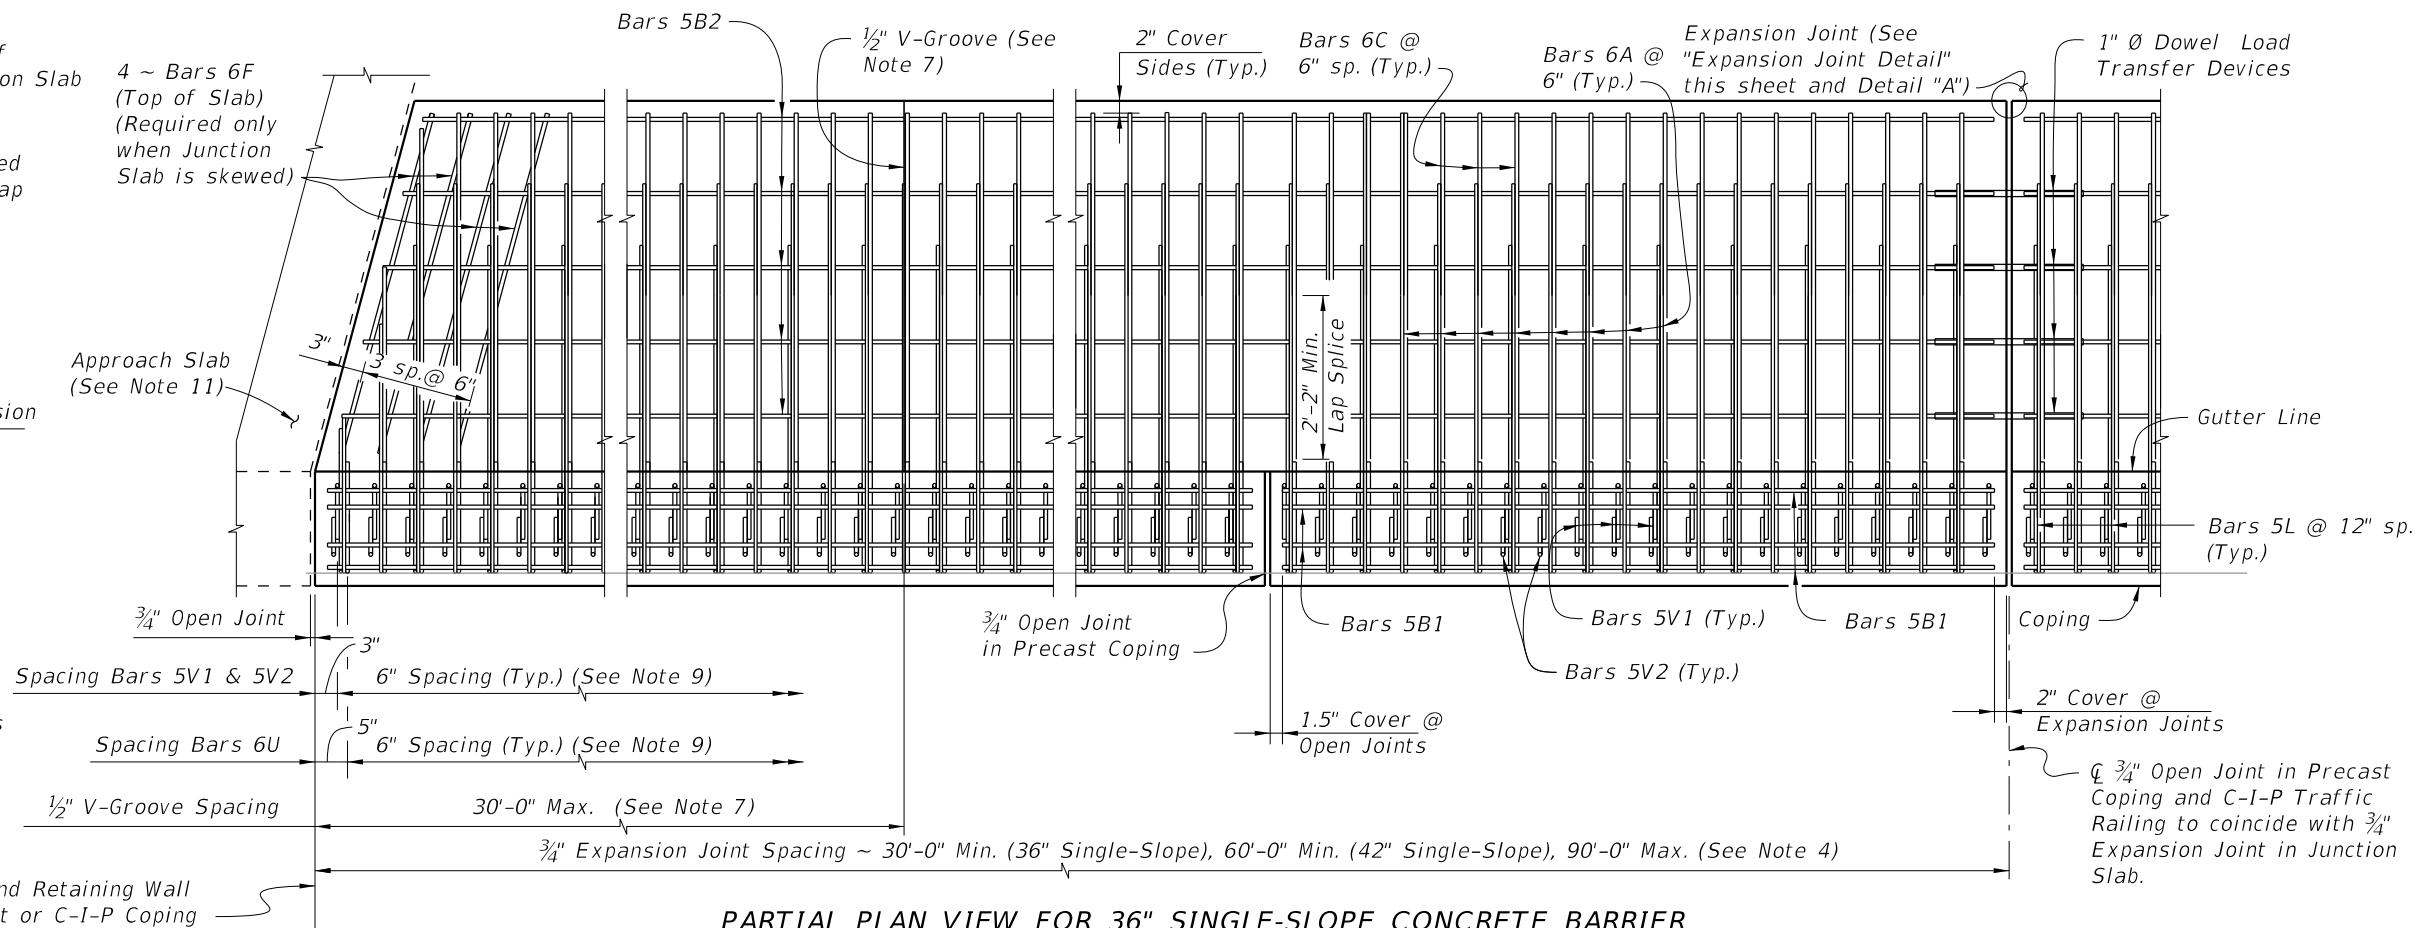 Bars 5B2
½" V-Groove (See
Note 7)
2" Cover
Sides (Typ.)
Bars 6C @
6" sp. (Typ.)
Bars 6A @
6" (Typ.)
Expansion Joint (See
"Expansion Joint Detail"
this sheet and Detail "A")
1" Ø Dowel Load
Transfer Devices
on Slab
4 ~ Bars 6F
(Top of Slab)
(Required only
when Junction
Slab is skewed)
3"
3 sp.@ 6"
Approach Slab
(See Note 11)
2'-2" Min.
Lap Splice
Gutter Line
Bars 5L @ 12" sp.
(Typ.)
¾" Open Joint
¾" Open Joint
in Precast Coping
Bars 5B1
Bars 5V1 (Typ.)
Bars 5B1
Coping
Bars 5V2 (Typ.)
3"
Spacing Bars 5V1 & 5V2
6" Spacing (Typ.) (See Note 9)
5"
Spacing Bars 6U
6" Spacing (Typ.) (See Note 9)
1.5" Cover @
Open Joints
2" Cover @
Expansion Joints
℄ ¾" Open Joint in Precast
Coping and C-I-P Traffic
Railing to coincide with ¾"
Expansion Joint in Junction
Slab.
½" V-Groove Spacing
30'-0" Max. (See Note 7)
¾" Expansion Joint Spacing ~ 30'-0" Min. (36" Single-Slope), 60'-0" Min. (42" Single-Slope), 90'-0" Max. (See Note 4)
nd Retaining Wall
t or C-I-P Coping
PARTIAL PLAN VIEW FOR 36" SINGLE-SLOPE CONCRETE BARRIER